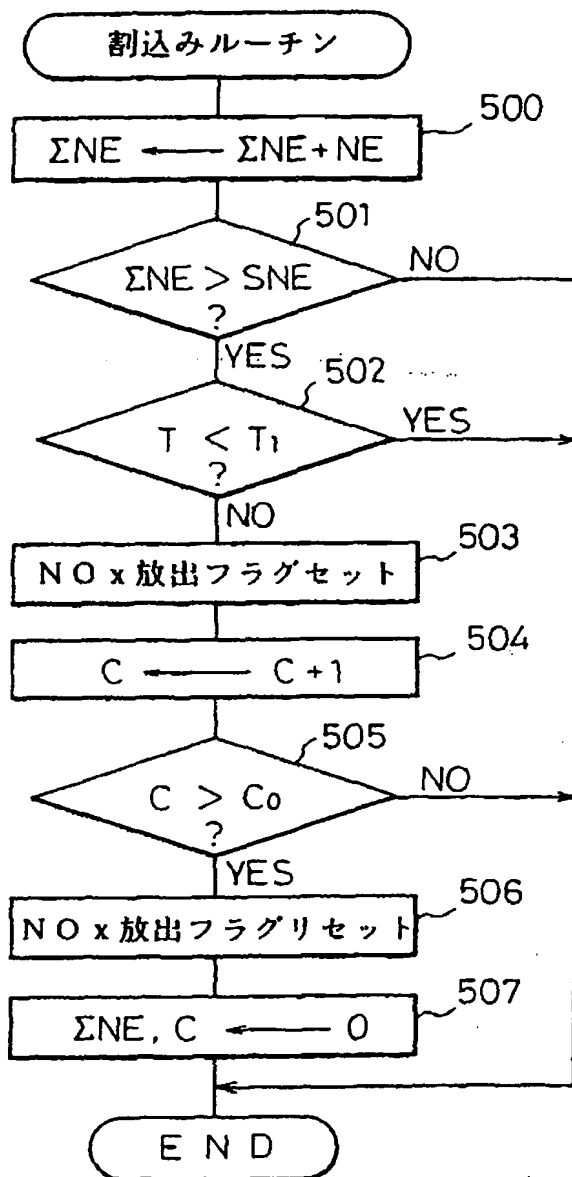 割込みルーチン
500
ΣNE ← ΣNE+NE
501
ΣNE > SNE
?
NO
YES
502
T < T₁
?
YES
NO
503
NOx放出フラグセット
504
C ← C+1
505
C > C₀
?
NO
YES
506
NOx放出フラグリセット
507
ΣNE, C ← 0
END